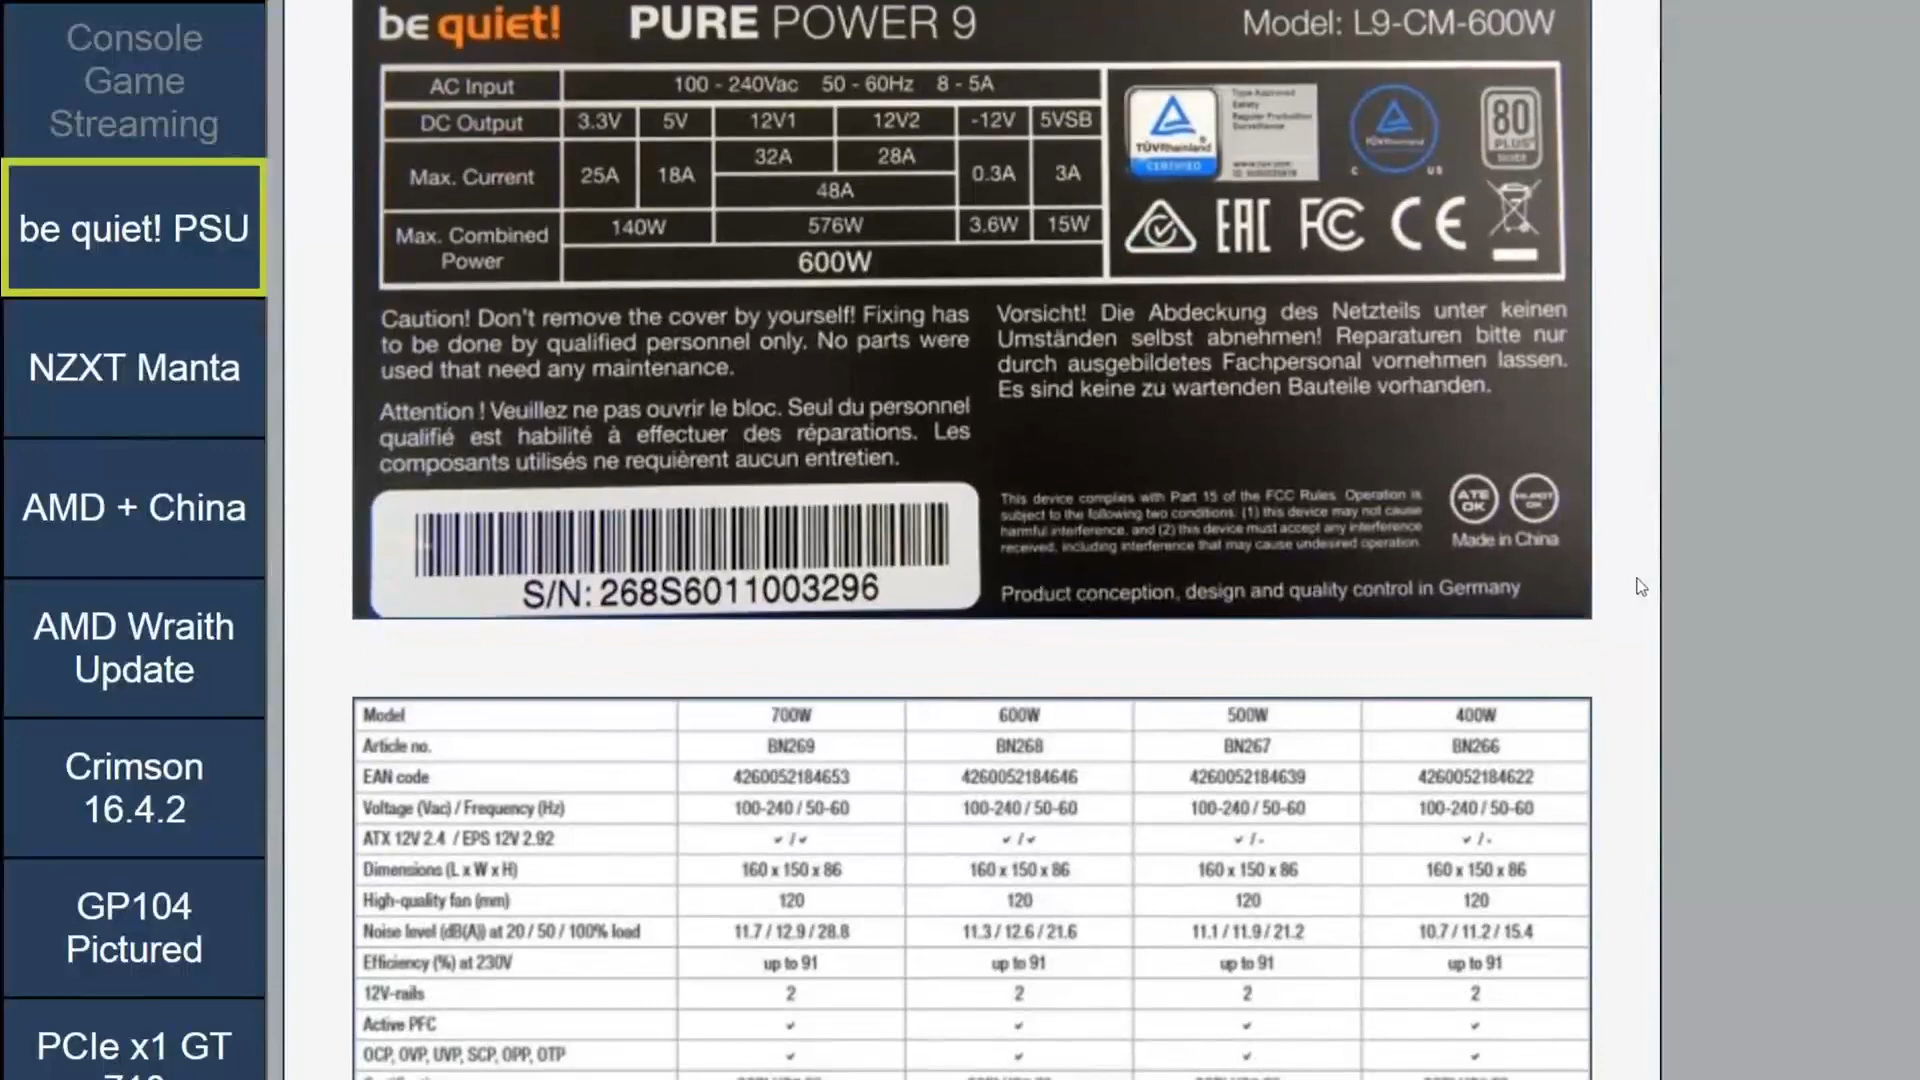 Console
Game
Streaming
be quiet! PSU
NZXT Manta
AMD + China
AMD Wraith
Update
Crimson
16.4.2
GP104
Pictured
PCIe x1 GT
be quiet! PURE POWER 9 Model: L9-CM-600W
AC Input 100 - 240Vac 50 - 60Hz 8 - 5A
DC Output 3.3V 5V 12V1 12V2 -12V 5VSB
Max. Current 25A 18A 32A 28A 0.3A 3A
48A
Max. Combined Power 140W 576W 3.6W 15W
600W
TÜVRheinland
CERTIFIED
Type Approved
Safety
Regular Production
Surveillance
TÜVRheinland
C US
80
PLUS
SILVER
EAC FC CE
Caution! Don't remove the cover by yourself! Fixing has
to be done by qualified personnel only. No parts were
used that need any maintenance.
Attention ! Veuillez ne pas ouvrir le bloc. Seul du personnel
qualifié est habilité à effectuer des réparations. Les
composants utilisés ne requièrent aucun entretien.
Vorsicht! Die Abdeckung des Netzteils unter keinen
Umständen selbst abnehmen! Reparaturen bitte nur
durch ausgebildetes Fachpersonal vornehmen lassen.
Es sind keine zu wartenden Bauteile vorhanden.
S/N: 268S6011003296
This device complies with Part 15 of the FCC Rules. Operation is
subject to the following two conditions. (1) this device may not cause
harmful interference, and (2) this device must accept any interference
received, including interference that may cause undesired operation.
ATE
OK
HI-POT
OK
Made in China
Product conception, design and quality control in Germany
Model 700W 600W 500W 400W
Article no. BN269 BN268 BN267 BN266
EAN code 4260052184653 4260052184646 4260052184639 4260052184622
Voltage (Vac) / Frequency (Hz) 100-240 / 50-60 100-240 / 50-60 100-240 / 50-60 100-240 / 50-60
ATX 12V 2.4 / EPS 12V 2.92 ✓/✓ ✓/✓ ✓/- ✓/-
Dimensions (L x W x H) 160 x 150 x 86 160 x 150 x 86 160 x 150 x 86 160 x 150 x 86
High-quality fan (mm) 120 120 120 120
Noise level (dB(A)) at 20 / 50 / 100% load 11.7 / 12.9 / 28.8 11.3 / 12.6 / 21.6 11.1 / 11.9 / 21.2 10.7 / 11.2 / 15.4
Efficiency (%) at 230V up to 91 up to 91 up to 91 up to 91
12V-rails 2 2 2 2
Active PFC ✓ ✓ ✓ ✓
OCP, OVP, UVP, SCP, OPP, OTP ✓ ✓ ✓ ✓